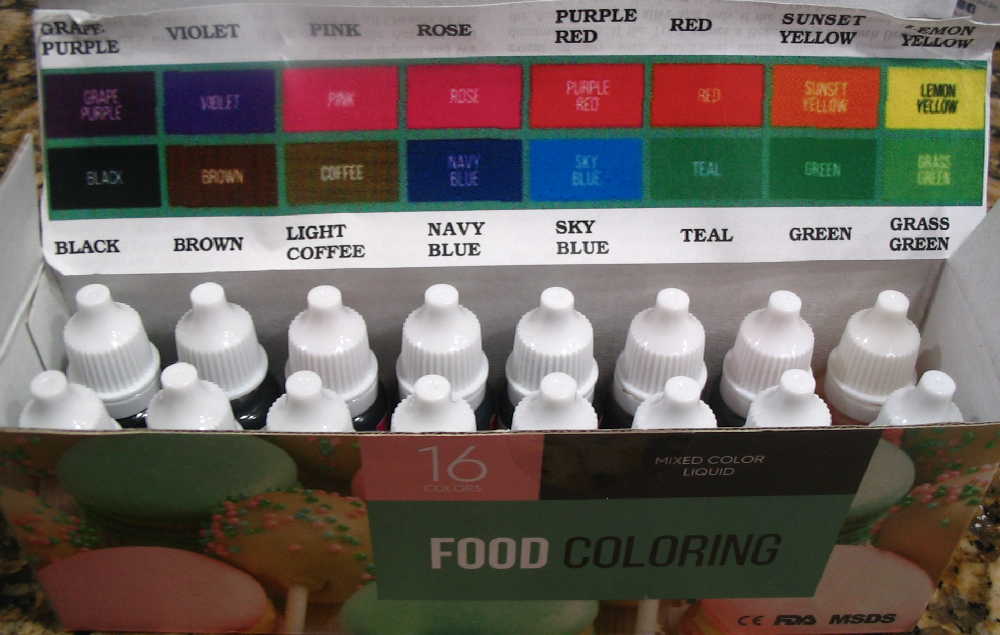 GRAPE PURPLE
VIOLET
PINK
ROSE
PURPLE RED
RED
SUNSET YELLOW
LEMON YELLOW
GRAPE PURPLE
VIOLET
PINK
ROSE
PURPLE RED
RED
SUNSET YELLOW
LEMON YELLOW
BLACK
BROWN
COFFEE
NAVY BLUE
SKY BLUE
TEAL
GREEN
GRASS GREEN
BLACK
BROWN
LIGHT COFFEE
NAVY BLUE
SKY BLUE
TEAL
GREEN
GRASS GREEN
16
COLORS
MIXED COLOR
LIQUID
FOOD COLORING
CE FDA MSDS